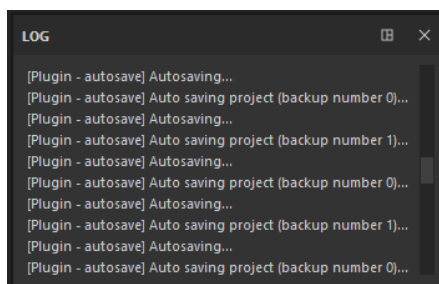 LOG
[Plugin - autosave] Autosaving...
[Plugin - autosave] Auto saving project (backup number 0)...
[Plugin - autosave] Autosaving...
[Plugin - autosave] Auto saving project (backup number 1)...
[Plugin - autosave] Autosaving...
[Plugin - autosave] Auto saving project (backup number 0)...
[Plugin - autosave] Autosaving...
[Plugin - autosave] Auto saving project (backup number 1)...
[Plugin - autosave] Autosaving...
[Plugin - autosave] Auto saving project (backup number 0)...